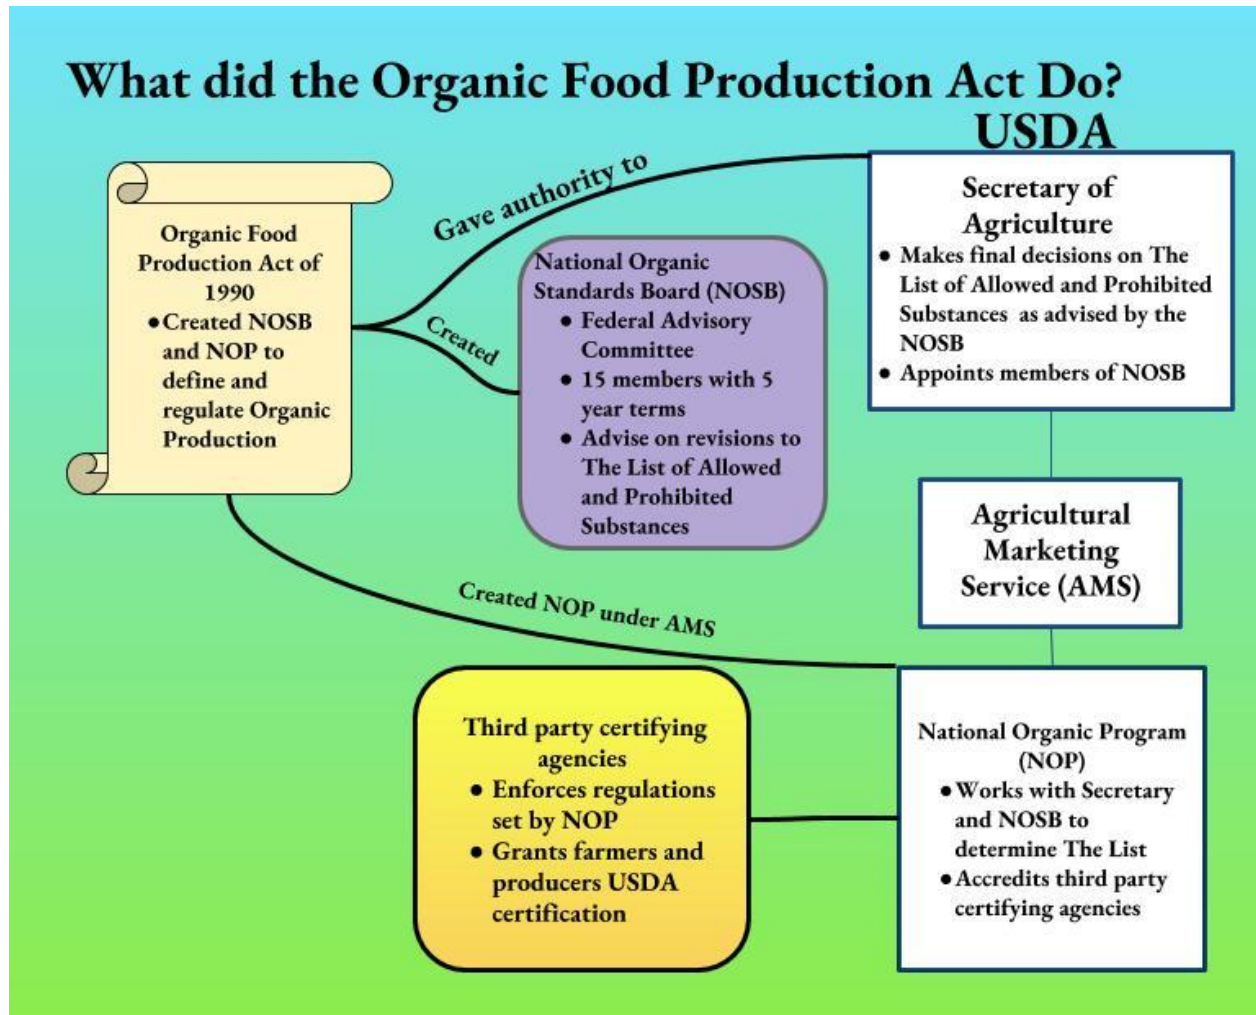 What did the Organic Food Production Act Do?
USDA
Organic Food
Production Act of
1990
●Created NOSB
and NOP to
define and
regulate Organic
Production
Gave authority to
Created
National Organic
Standards Board (NOSB)
● Federal Advisory
Committee
● 15 members with 5
year terms
● Advise on revisions to
The List of Allowed
and Prohibited
Substances
Secretary of
Agriculture
● Makes final decisions on The
List of Allowed and Prohibited
Substances as advised by the
NOSB
● Appoints members of NOSB
Agricultural
Marketing
Service (AMS)
Created NOP under AMS
Third party certifying
agencies
● Enforces regulations
set by NOP
● Grants farmers and
producers USDA
certification
National Organic Program
(NOP)
●Works with Secretary
and NOSB to
determine The List
●Accredits third party
certifying agencies